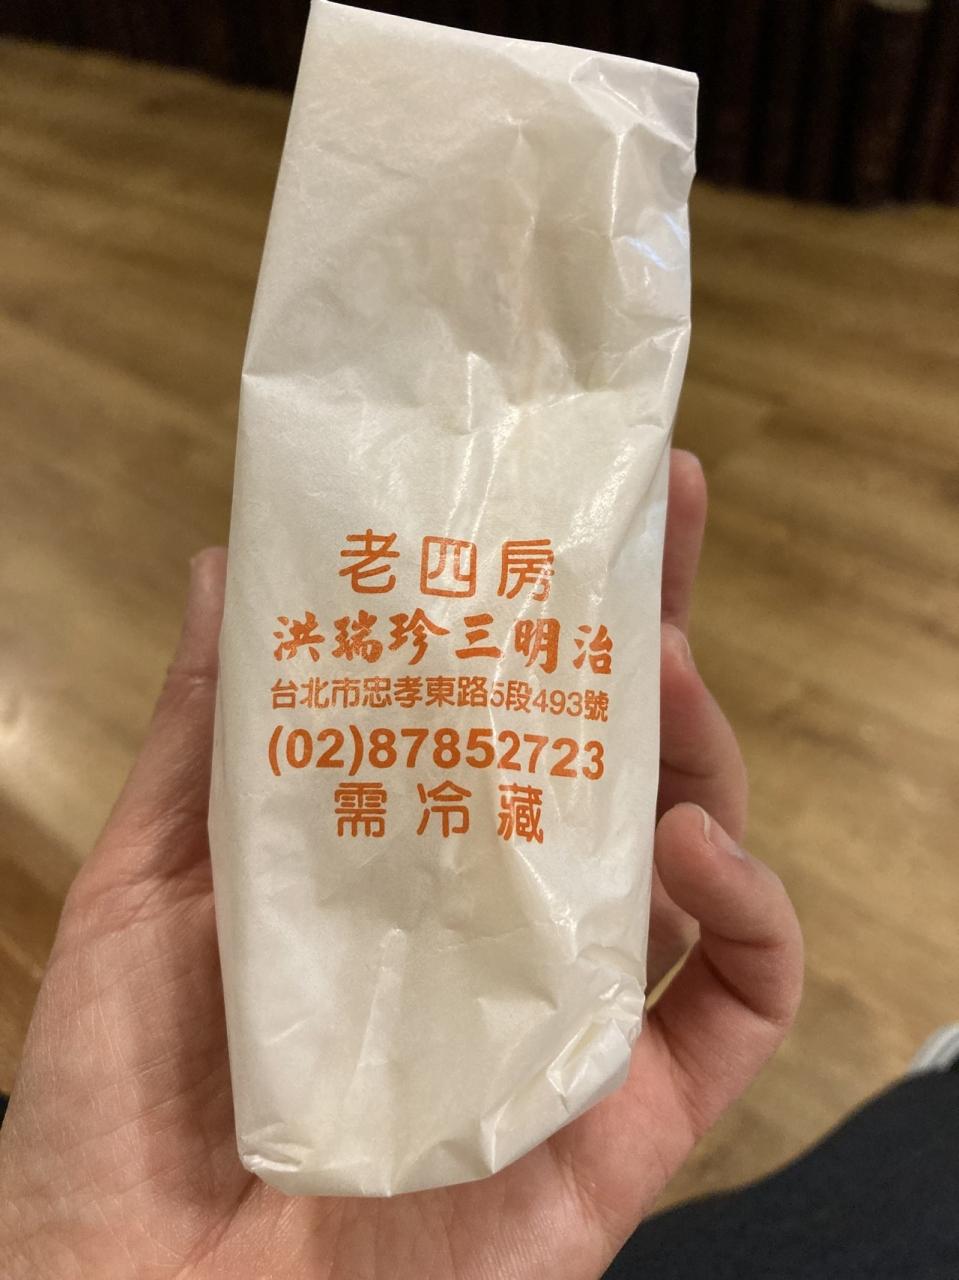 老四房
洪瑞珍三明治
台北市忠孝東路5段493號
(02)87852723
需冷藏